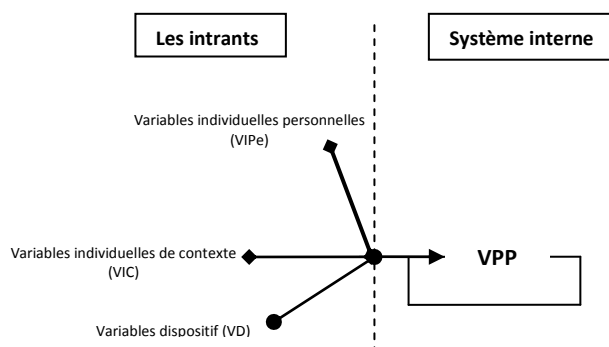 Les intrants
Système interne
Variables individuelles personnelles
(VIPe)
Variables individuelles de contexte
(VIC)
VPP
Variables dispositif (VD)